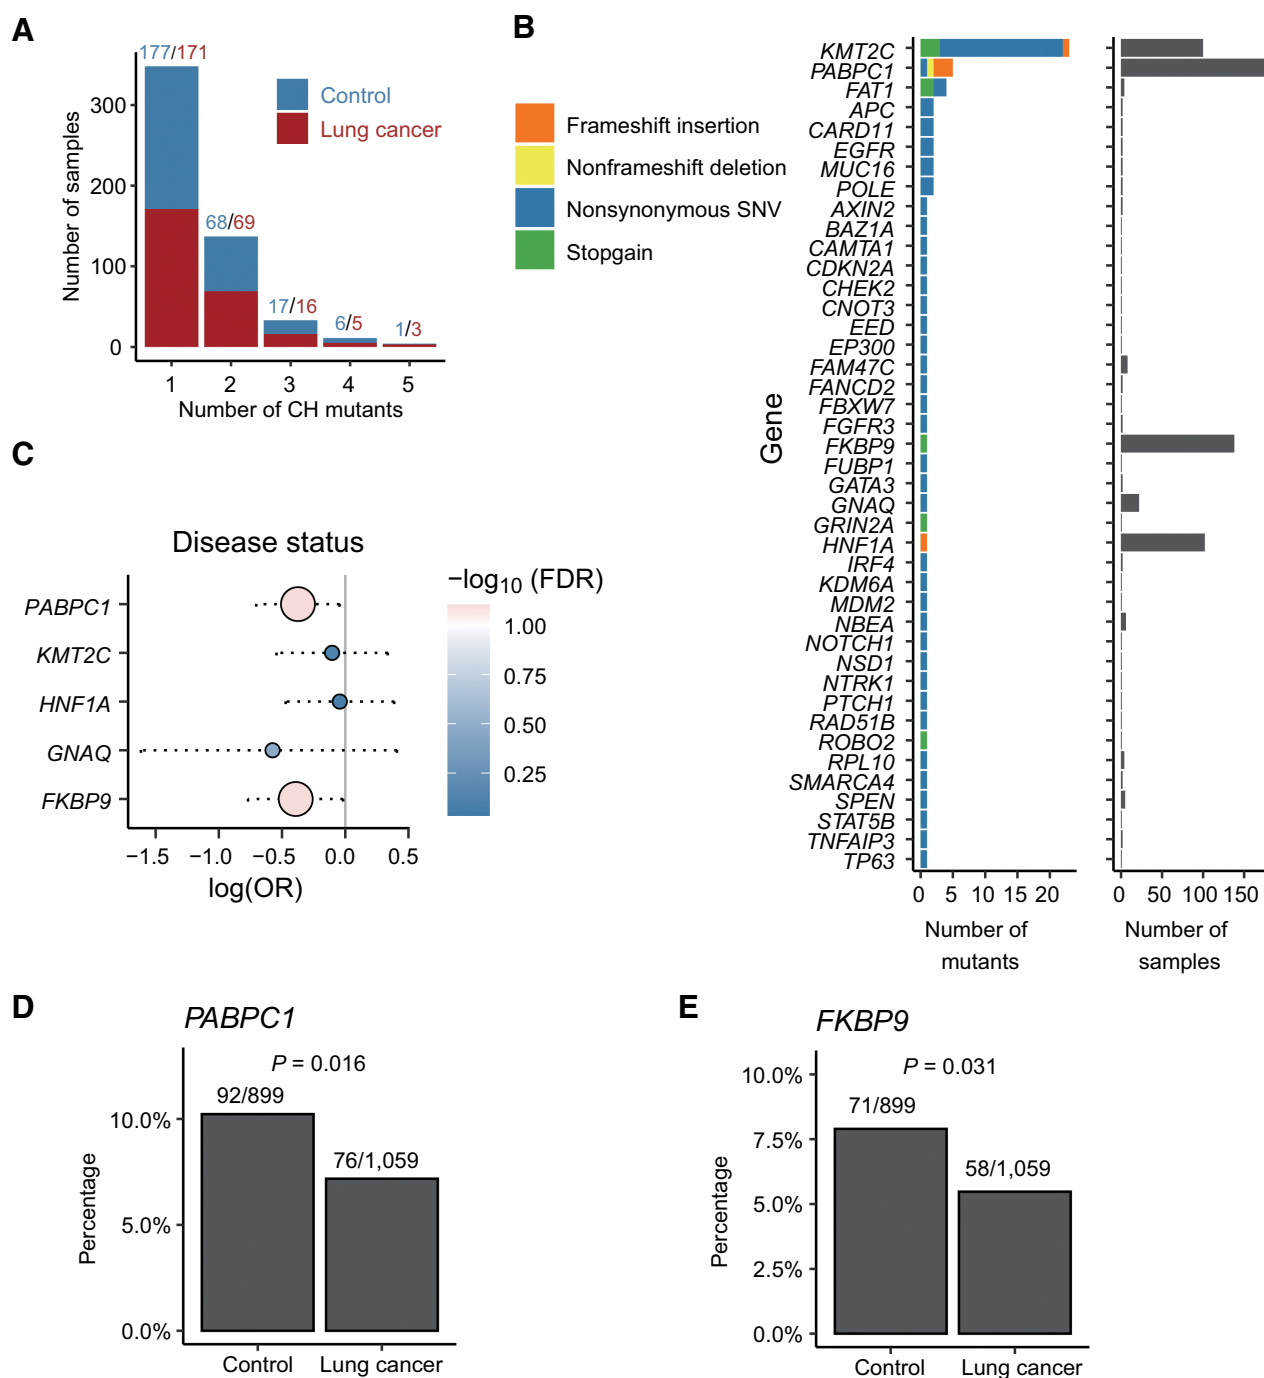 A
177/171
68/69
17/16
6/5
1/3
Control
Lung cancer
Number of samples
300
200
100
0
1 2 3 4 5
Number of CH mutants
B
Frameshift insertion
Nonframeshift deletion
Nonsynonymous SNV
Stopgain
Gene
KMT2C
PABPC1
FAT1
APC
CARD11
EGFR
MUC16
POLE
AXIN2
BAZ1A
CAMTA1
CDKN2A
CHEK2
CNOT3
EED
EP300
FAM47C
FANCD2
FBXW7
FGFR3
FKBP9
FUBP1
GATA3
GNAQ
GRIN2A
HNF1A
IRF4
KDM6A
MDM2
NBEA
NOTCH1
NSD1
NTRK1
PTCH1
RAD51B
ROBO2
RPL10
SMARCA4
SPEN
STAT5B
TNFAIP3
TP63
0 5 10 15 20
Number of
mutants
0 50 100 150
Number of
samples
C
Disease status
PABPC1
KMT2C
HNF1A
GNAQ
FKBP9
−1.5 −1.0 −0.5 0.0 0.5
log(OR)
−log10 (FDR)
1.00
0.75
0.50
0.25
D
PABPC1
P = 0.016
92/899
76/1,059
Percentage
10.0%
5.0%
0.0%
Control Lung cancer
E
FKBP9
P = 0.031
71/899
58/1,059
Percentage
10.0%
7.5%
5.0%
2.5%
0.0%
Control Lung cancer